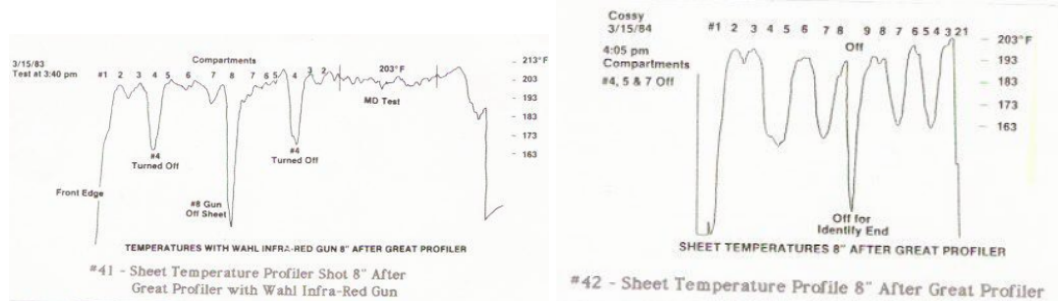 3/15/83
Test at 3:40 pm
Compartments
#1 2 3 4 5 6 7 8 7 6 5 4 3 2
213°F
203
193
183
173
163
203°F
MD Test
#4
Turned Off
#4
Turned Off
Front Edge
#8 Gun
Off Sheet
TEMPERATURES WITH WAHL INFRA-RED GUN 8" AFTER GREAT PROFILER
#41 - Sheet Temperature Profiler Shot 8" After
Great Profiler with Wahl Infra-Red Gun
Cossy
3/15/84
4:05 pm
Compartments
#4, 5 & 7 Off
#1 2 3 4 5 6 7 8 9 8 7 6 5 4 3 2 1
Off
203°F
193
183
173
163
Off for
Identify End
SHEET TEMPERATURES 8" AFTER GREAT PROFILER
#42 - Sheet Temperature Profile 8" After Great Profiler